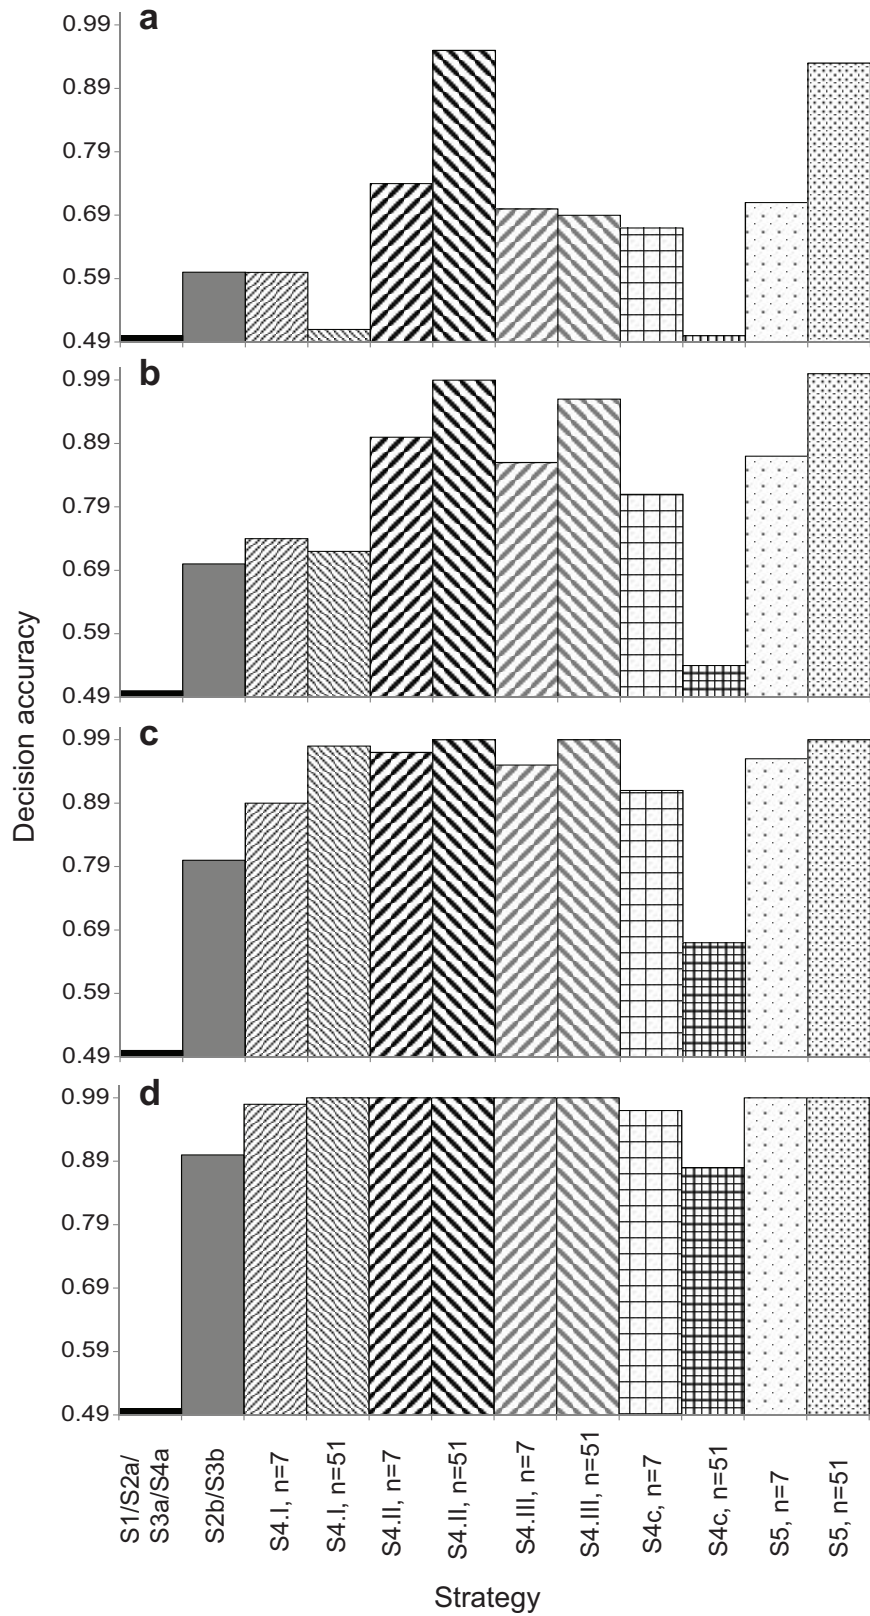 a
0.99
0.89
0.79
0.69
0.59
0.49
b
0.99
0.89
0.79
0.69
0.59
0.49
c
0.99
0.89
0.79
0.69
0.59
0.49
d
0.99
0.89
0.79
0.69
0.59
0.49
Decision accuracy
S1/S2a/
S3a/S4a
S2b/S3b
S4.I, n=7
S4.I, n=51
S4.II, n=7
S4.II, n=51
S4.III, n=7
S4.III, n=51
S4c, n=7
S4c, n=51
S5, n=7
S5, n=51
Strategy